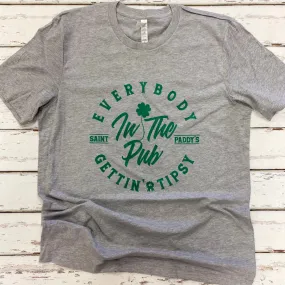 EVERYBODY
In The
SAINT PADDY'S
Pub
GETTIN'R TIPSY